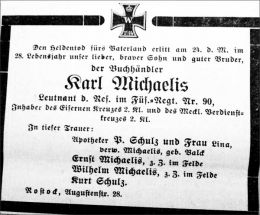 W
Den Heldentod fürs Vaterland erlitt am 24. d. M. im
28. Lebensjahr unser lieber, braver Sohn und guter Bruder,
der Buchhändler
Karl Michaelis
Leutnant d. Res. im Füs.-Regt. Nr. 90,
Inhaber des Eisernen Kreuzes 2. Kl. und des Meckl. Verdienst-
kreuzes 2. Kl.
In tiefer Trauer:
Apotheker P. Schulz und Frau Lina,
verw. Michaelis, geb. Balck
Ernst Michaelis, z. Z. im Felde
Wilhelm Michaelis, z. Z. im Felde
Kurt Schulz.
Rostock, Augustenstr. 28.